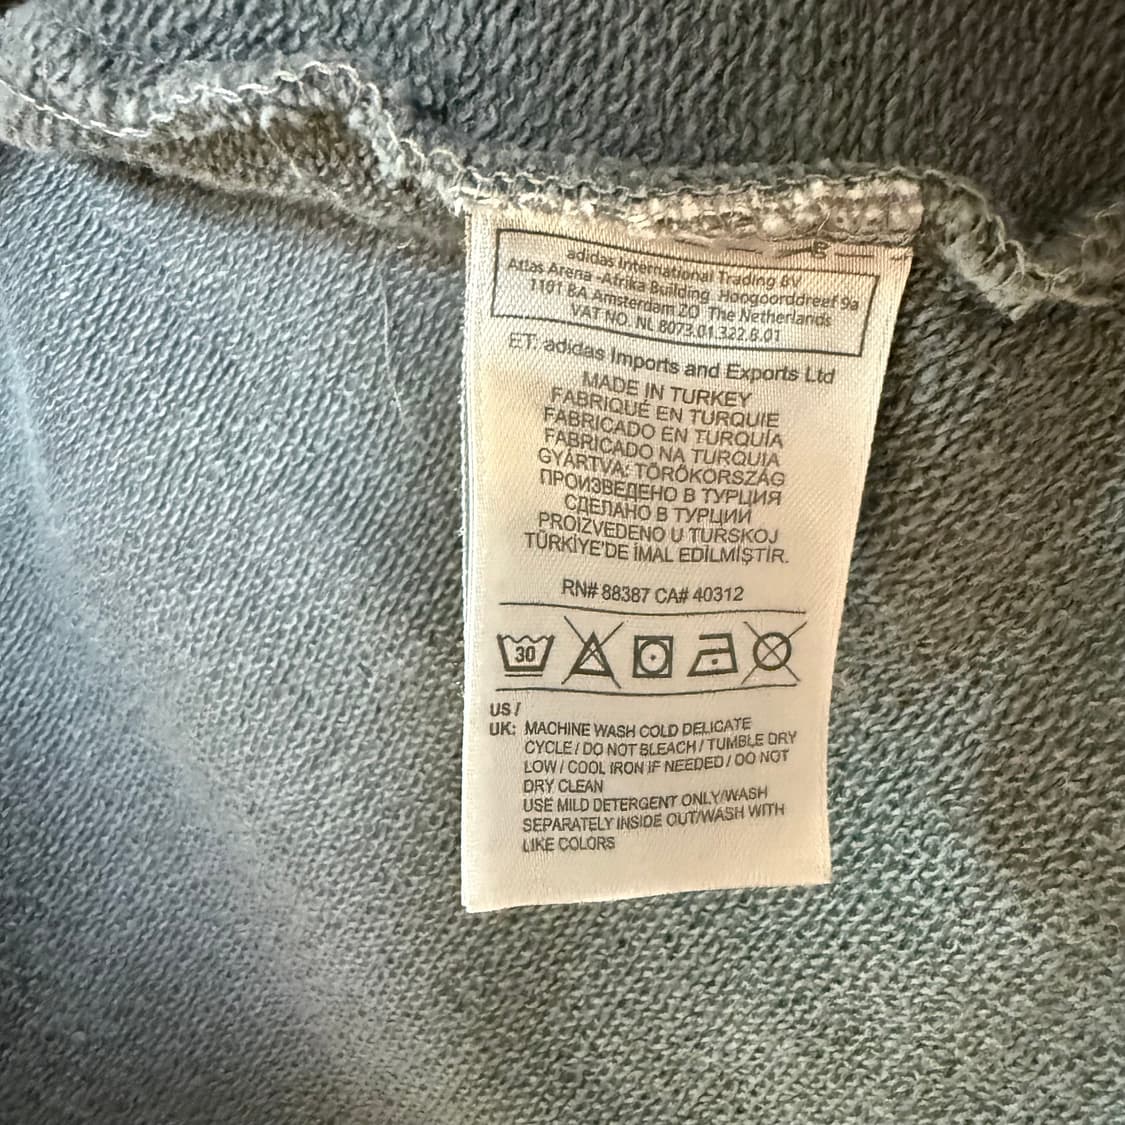 adidas International Trading BV
Atlas Arena -Afrika Building Hoogoorddreef 9a
1101 BA Amsterdam ZO The Netherlands
VAT NO. NL 8073.01.322.B.01
ET: adidas Imports and Exports Ltd
MADE IN TURKEY
FABRIQUÉ EN TURQUIE
FABRICADO EN TURQUÍA
FABRICADO NA TURQUIA
GYÁRTVA: TÖRÖKORSZÁG
ПРОИЗВЕДЕНО В ТУРЦИЯ
СДЕЛАНО В ТУРЦИИ
PROIZVEDENO U TURSKOJ
TÜRKİYE'DE İMAL EDİLMİŞTİR.
RN# 88387 CA# 40312
30
US /
UK: MACHINE WASH COLD DELICATE
CYCLE / DO NOT BLEACH / TUMBLE DRY
LOW / COOL IRON IF NEEDED / DO NOT
DRY CLEAN
USE MILD DETERGENT ONLY/WASH
SEPARATELY INSIDE OUT/WASH WITH
LIKE COLORS